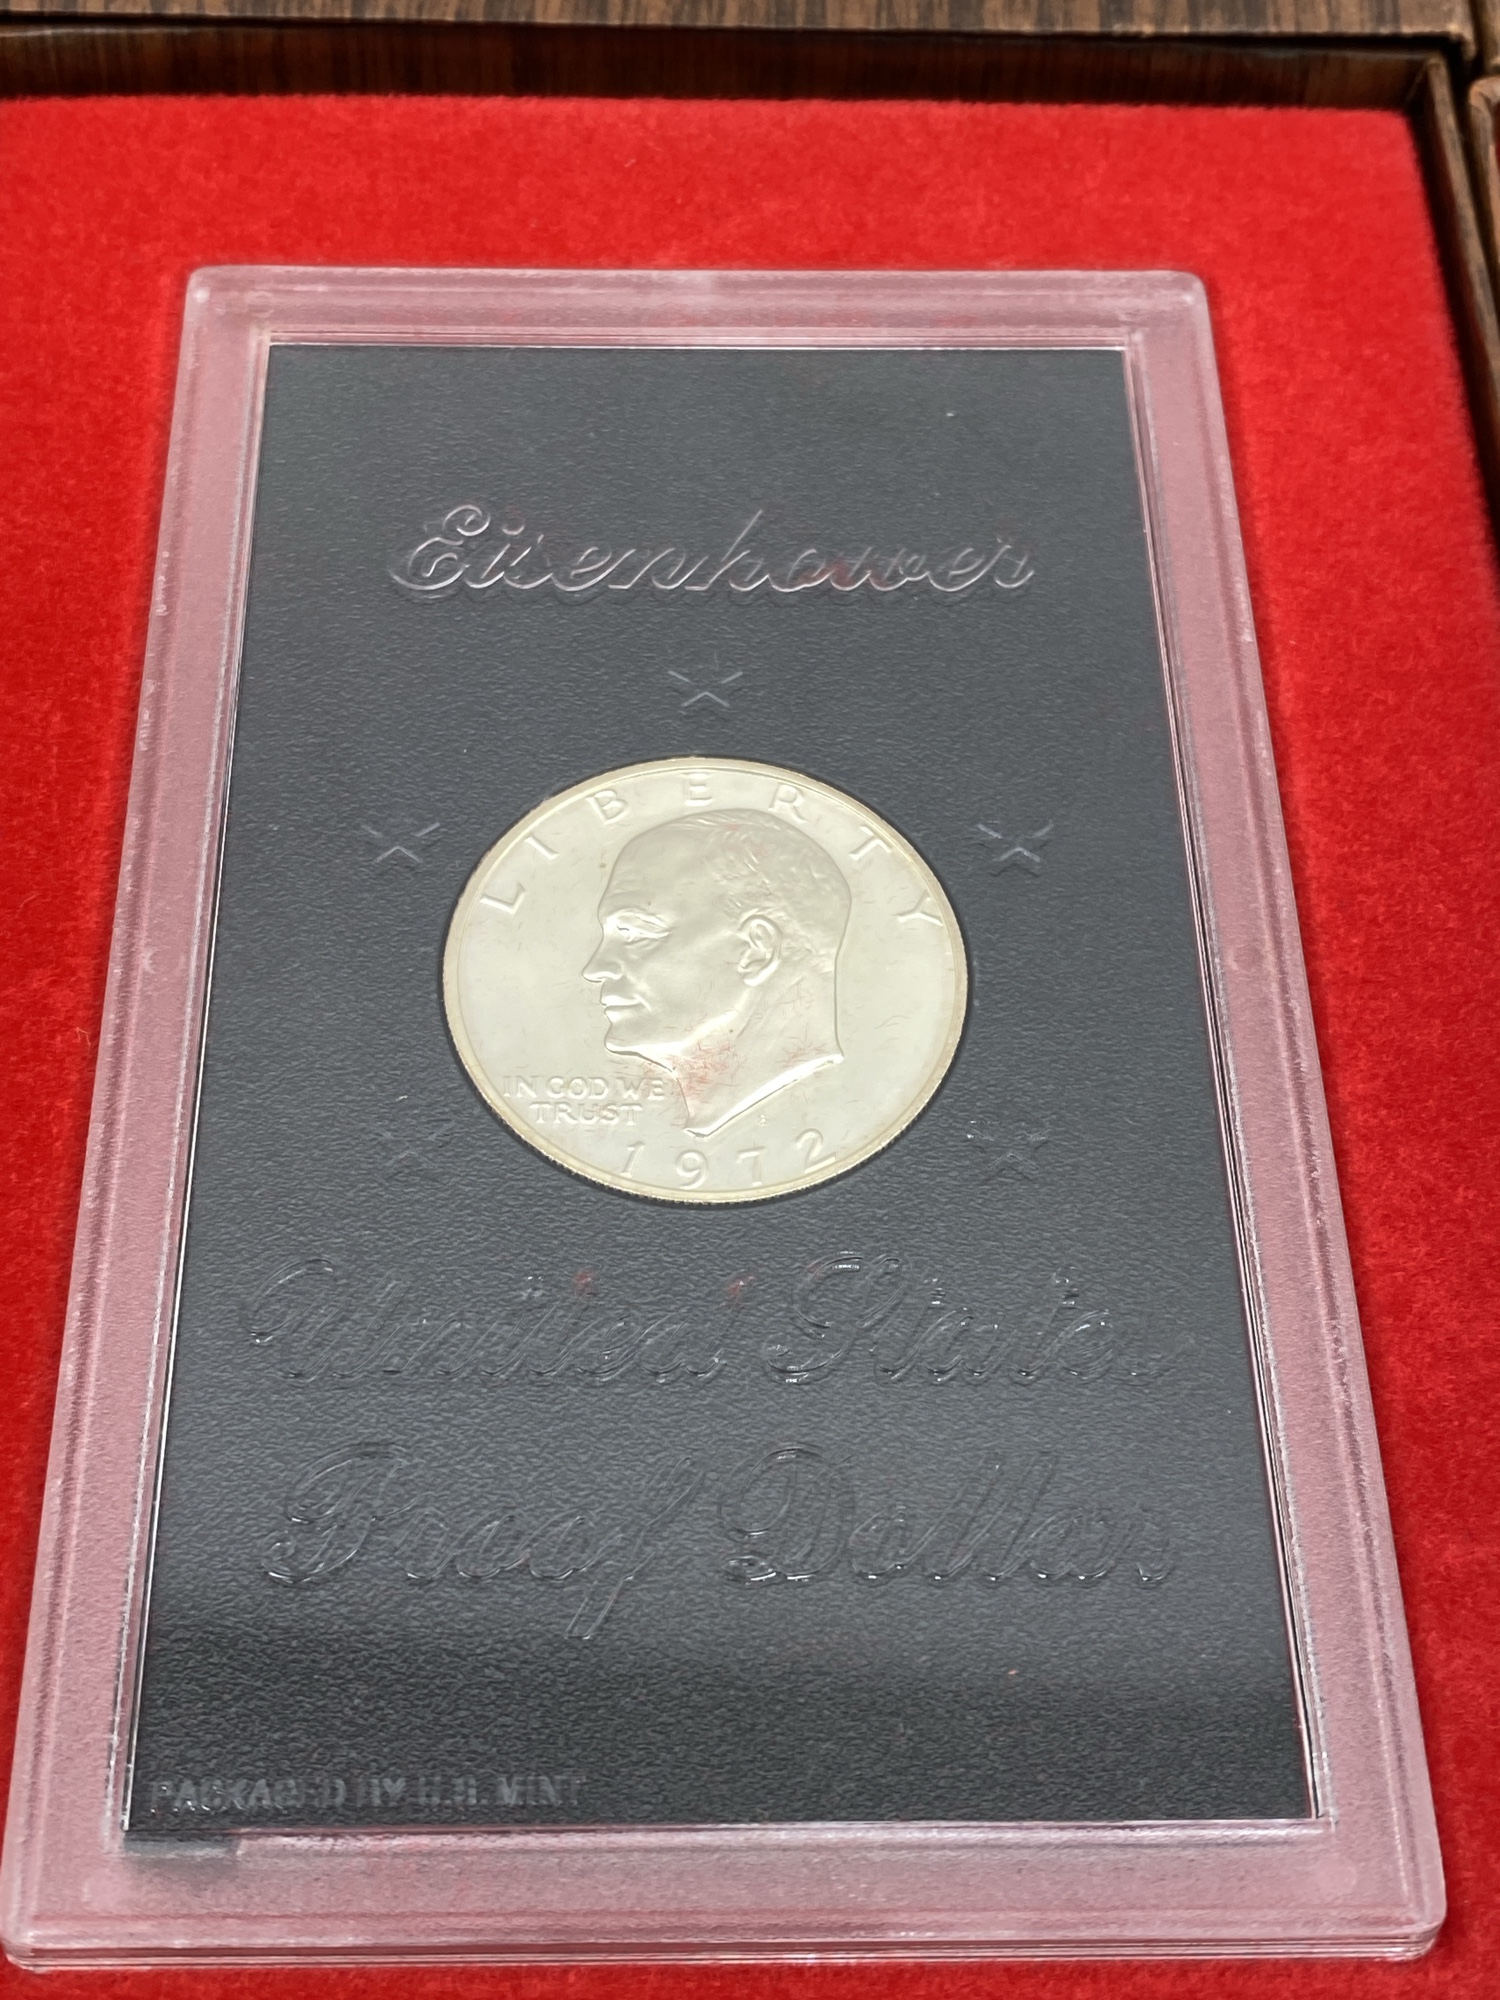 Eisenhower
LIBERTY
IN GOD WE
TRUST
S
1972
United States
Proof Dollar
PACKAGED BY U.S. MINT